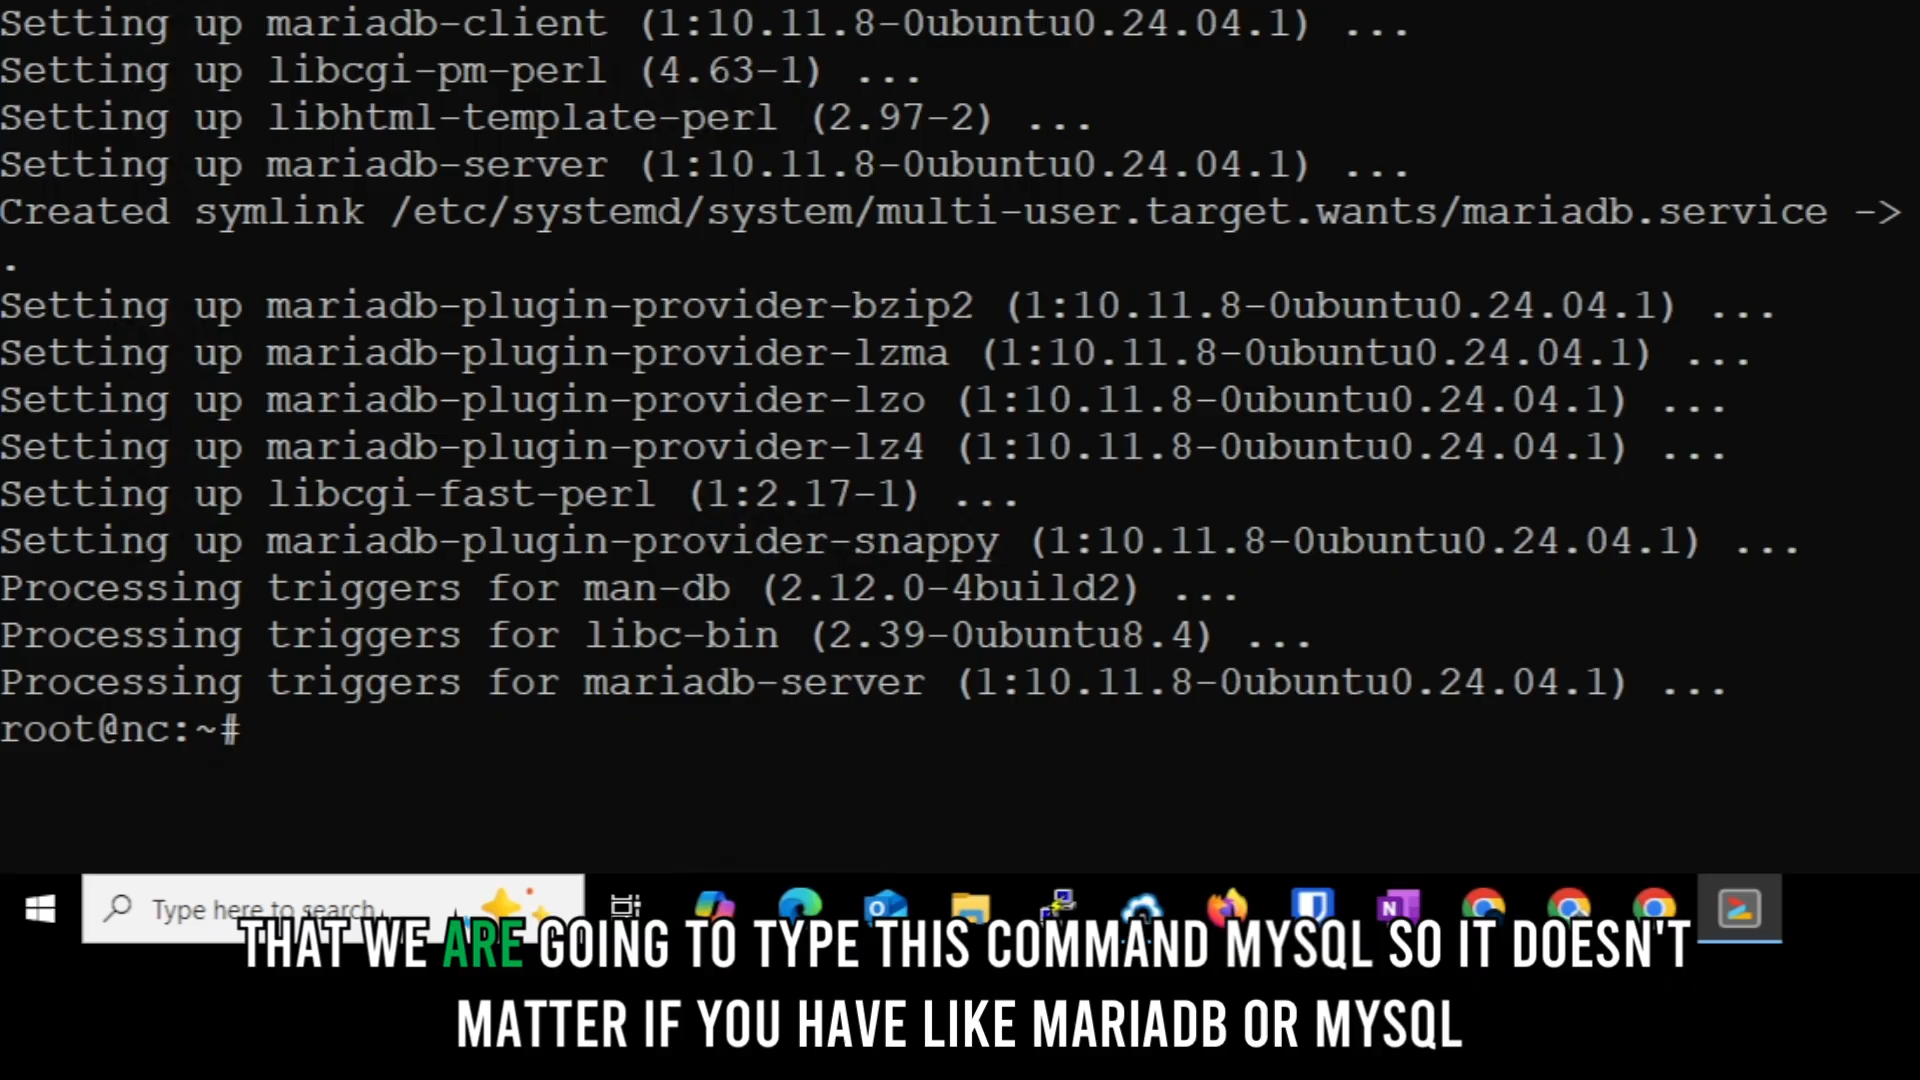 Setting up mariadb-client (1:10.11.8-0ubuntu0.24.04.1) ...
Setting up libcgi-pm-perl (4.63-1) ...
Setting up libhtml-template-perl (2.97-2) ...
Setting up mariadb-server (1:10.11.8-0ubuntu0.24.04.1) ...
Created symlink /etc/systemd/system/multi-user.target.wants/mariadb.service ->
.
Setting up mariadb-plugin-provider-bzip2 (1:10.11.8-0ubuntu0.24.04.1) ...
Setting up mariadb-plugin-provider-lzma (1:10.11.8-0ubuntu0.24.04.1) ...
Setting up mariadb-plugin-provider-lzo (1:10.11.8-0ubuntu0.24.04.1) ...
Setting up mariadb-plugin-provider-lz4 (1:10.11.8-0ubuntu0.24.04.1) ...
Setting up libcgi-fast-perl (1:2.17-1) ...
Setting up mariadb-plugin-provider-snappy (1:10.11.8-0ubuntu0.24.04.1) ...
Processing triggers for man-db (2.12.0-4build2) ...
Processing triggers for libc-bin (2.39-0ubuntu8.4) ...
Processing triggers for mariadb-server (1:10.11.8-0ubuntu0.24.04.1) ...
root@nc:~#
Type here to search
THAT WE ARE GOING TO TYPE THIS COMMAND MYSQL SO IT DOESN'T
MATTER IF YOU HAVE LIKE MARIADB OR MYSQL